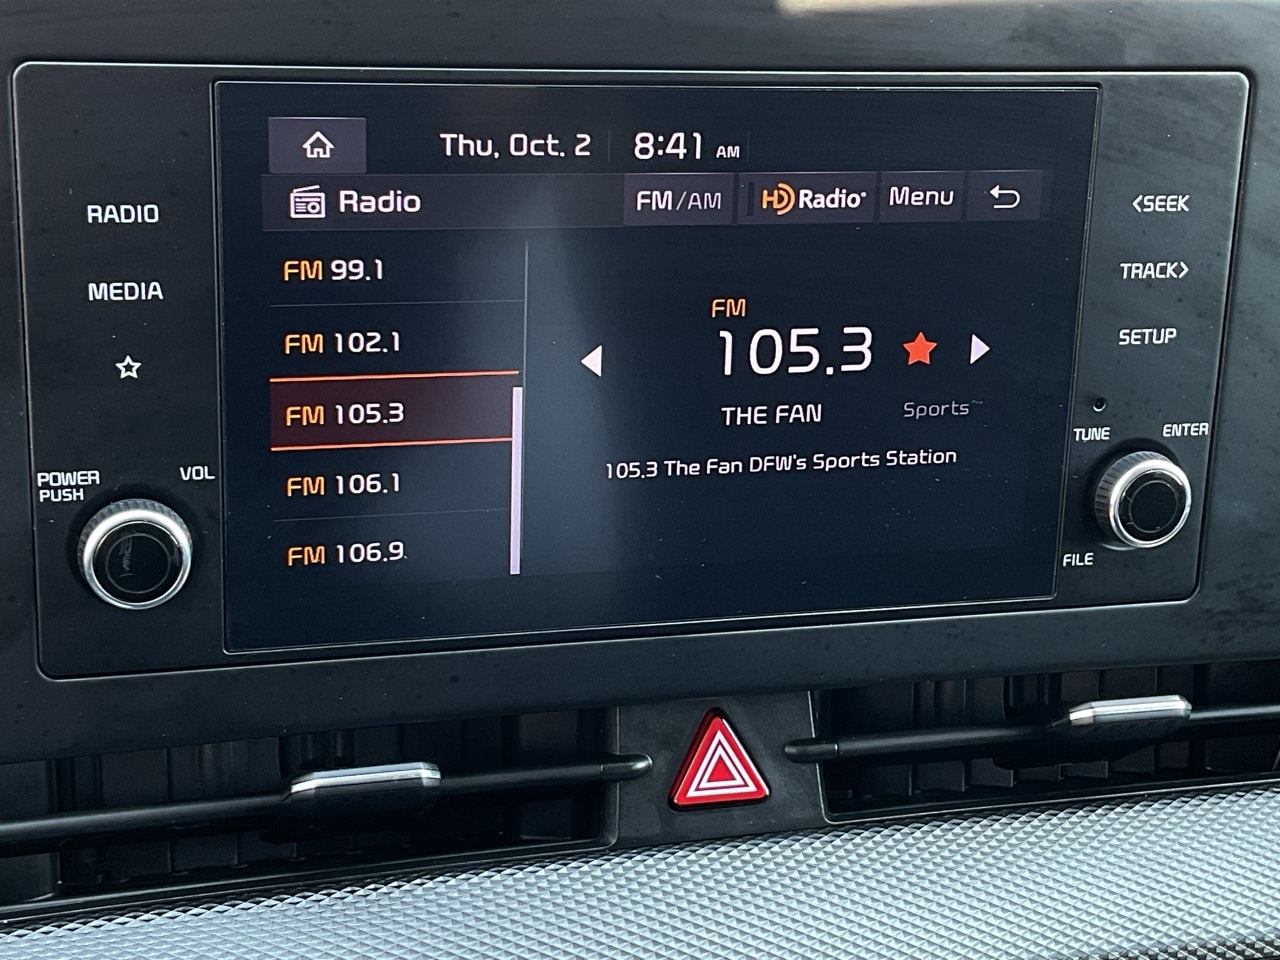 Thu, Oct. 2 8:41 AM
Radio FM/AM HD Radio Menu
RADIO
MEDIA
POWER
PUSH
VOL
FM 99.1
FM 102.1
FM 105.3
FM 106.1
FM 106.9
FM
105.3
THE FAN Sports
105.3 The Fan DFW's Sports Station
<SEEK
TRACK>
SETUP
TUNE
ENTER
FILE